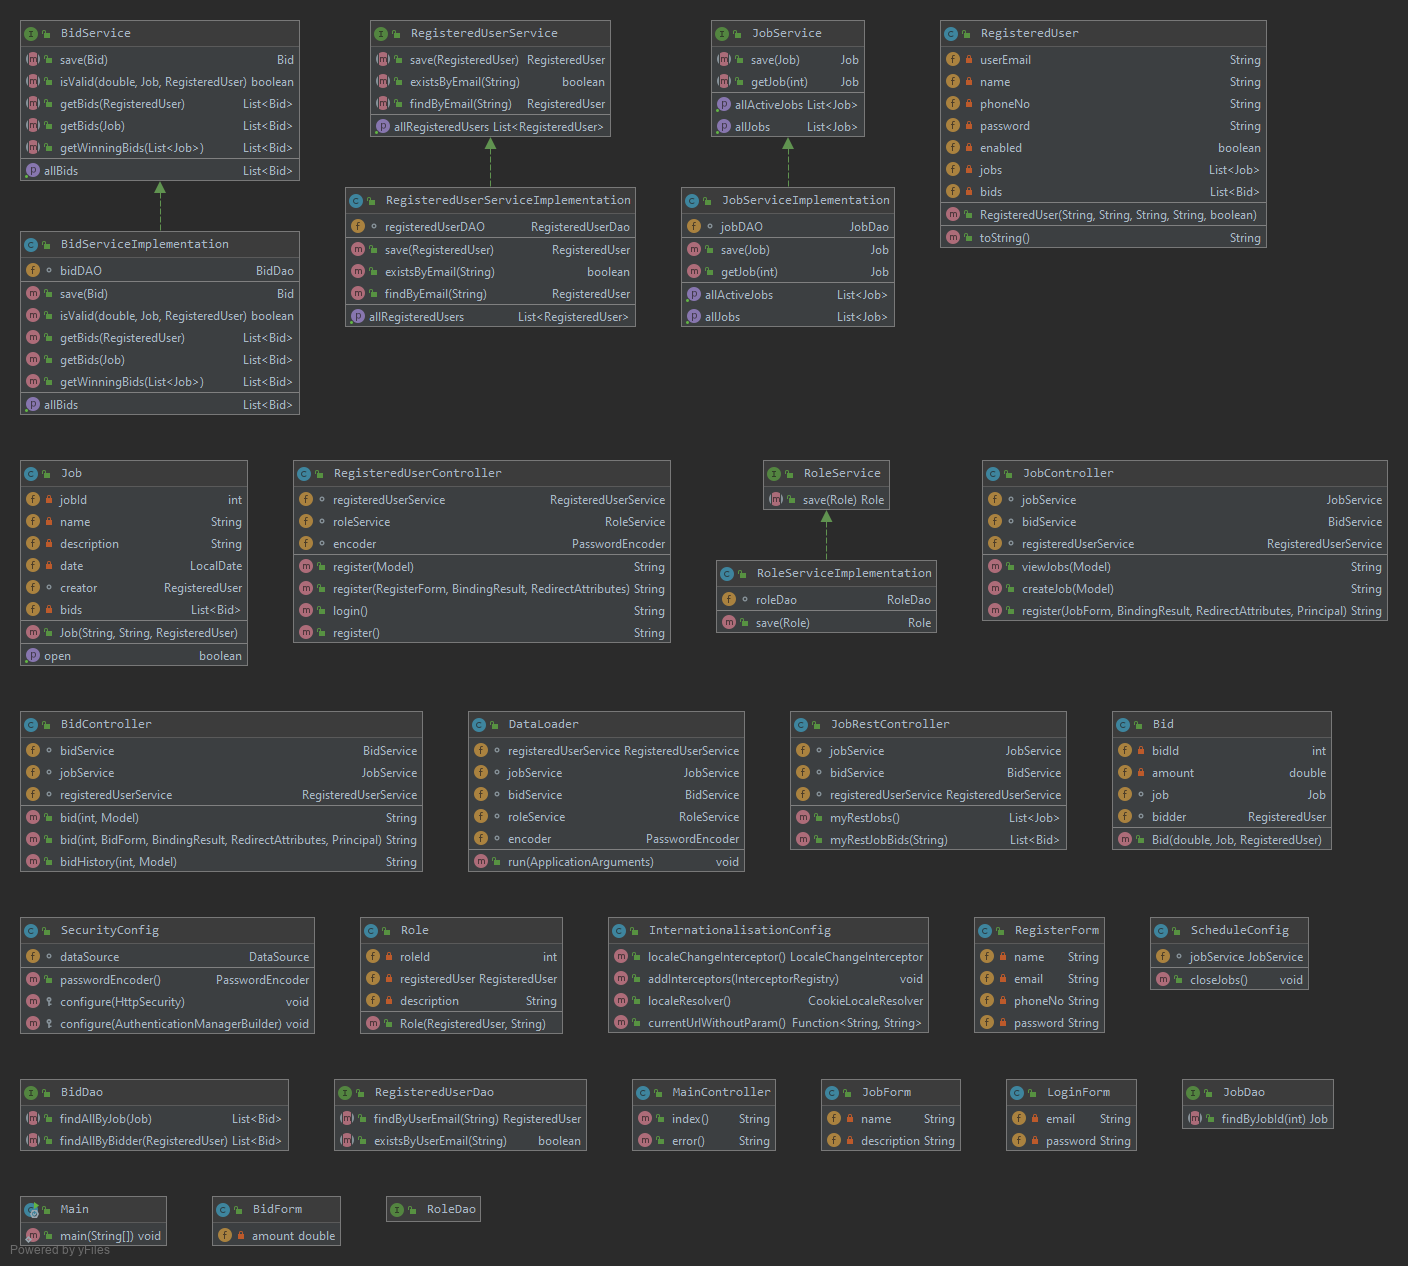 BidService
save(Bid) Bid
isValid(double, Job, RegisteredUser) boolean
getBids(RegisteredUser) List<Bid>
getBids(Job) List<Bid>
getWinningBids(List<Job>) List<Bid>
allBids List<Bid>
RegisteredUserService
save(RegisteredUser) RegisteredUser
existsByEmail(String) boolean
findByEmail(String) RegisteredUser
allRegisteredUsers List<RegisteredUser>
JobService
save(Job) Job
getJob(int) Job
allActiveJobs List<Job>
allJobs List<Job>
RegisteredUser
userEmail String
name String
phoneNo String
password String
enabled boolean
jobs List<Job>
bids List<Bid>
RegisteredUser(String, String, String, String, boolean)
toString() String
BidServiceImplementation
bidDAO BidDao
save(Bid) Bid
isValid(double, Job, RegisteredUser) boolean
getBids(RegisteredUser) List<Bid>
getBids(Job) List<Bid>
getWinningBids(List<Job>) List<Bid>
allBids List<Bid>
RegisteredUserServiceImplementation
registeredUserDAO RegisteredUserDao
save(RegisteredUser) RegisteredUser
existsByEmail(String) boolean
findByEmail(String) RegisteredUser
allRegisteredUsers List<RegisteredUser>
JobServiceImplementation
jobDAO JobDao
save(Job) Job
getJob(int) Job
allActiveJobs List<Job>
allJobs List<Job>
Job
jobId int
name String
description String
date LocalDate
creator RegisteredUser
bids List<Bid>
Job(String, String, RegisteredUser)
open boolean
RegisteredUserController
registeredUserService RegisteredUserService
roleService RoleService
encoder PasswordEncoder
register(Model) String
register(RegisterForm, BindingResult, RedirectAttributes) String
login() String
register() String
RoleService
save(Role) Role
RoleServiceImplementation
roleDao RoleDao
save(Role) Role
JobController
jobService JobService
bidService BidService
registeredUserService RegisteredUserService
viewJobs(Model) String
createJob(Model) String
register(JobForm, BindingResult, RedirectAttributes, Principal) String
BidController
bidService BidService
jobService JobService
registeredUserService RegisteredUserService
bid(int, Model) String
bid(int, BidForm, BindingResult, RedirectAttributes, Principal) String
bidHistory(int, Model) String
DataLoader
registeredUserService RegisteredUserService
jobService JobService
bidService BidService
roleService RoleService
encoder PasswordEncoder
run(ApplicationArguments) void
JobRestController
jobService JobService
bidService BidService
registeredUserService RegisteredUserService
myRestJobs() List<Job>
myRestJobBids(String) List<Bid>
Bid
bidId int
amount double
job Job
bidder RegisteredUser
Bid(double, Job, RegisteredUser)
SecurityConfig
dataSource DataSource
passwordEncoder() PasswordEncoder
configure(HttpSecurity) void
configure(AuthenticationManagerBuilder) void
Role
roleId int
registeredUser RegisteredUser
description String
Role(RegisteredUser, String)
InternationalisationConfig
localeChangeInterceptor() LocaleChangeInterceptor
addInterceptors(InterceptorRegistry) void
localeResolver() CookieLocaleResolver
currentUrlWithoutParam() Function<String, String>
RegisterForm
name String
email String
phoneNo String
password String
ScheduleConfig
jobService JobService
closeJobs() void
BidDao
findAllByJob(Job) List<Bid>
findAllByBidder(RegisteredUser) List<Bid>
RegisteredUserDao
findByUserEmail(String) RegisteredUser
existsByUserEmail(String) boolean
MainController
index() String
error() String
JobForm
name String
description String
LoginForm
email String
password String
JobDao
findByJobId(int) Job
Main
main(String[]) void
BidForm
amount double
RoleDao
Powered by yFiles